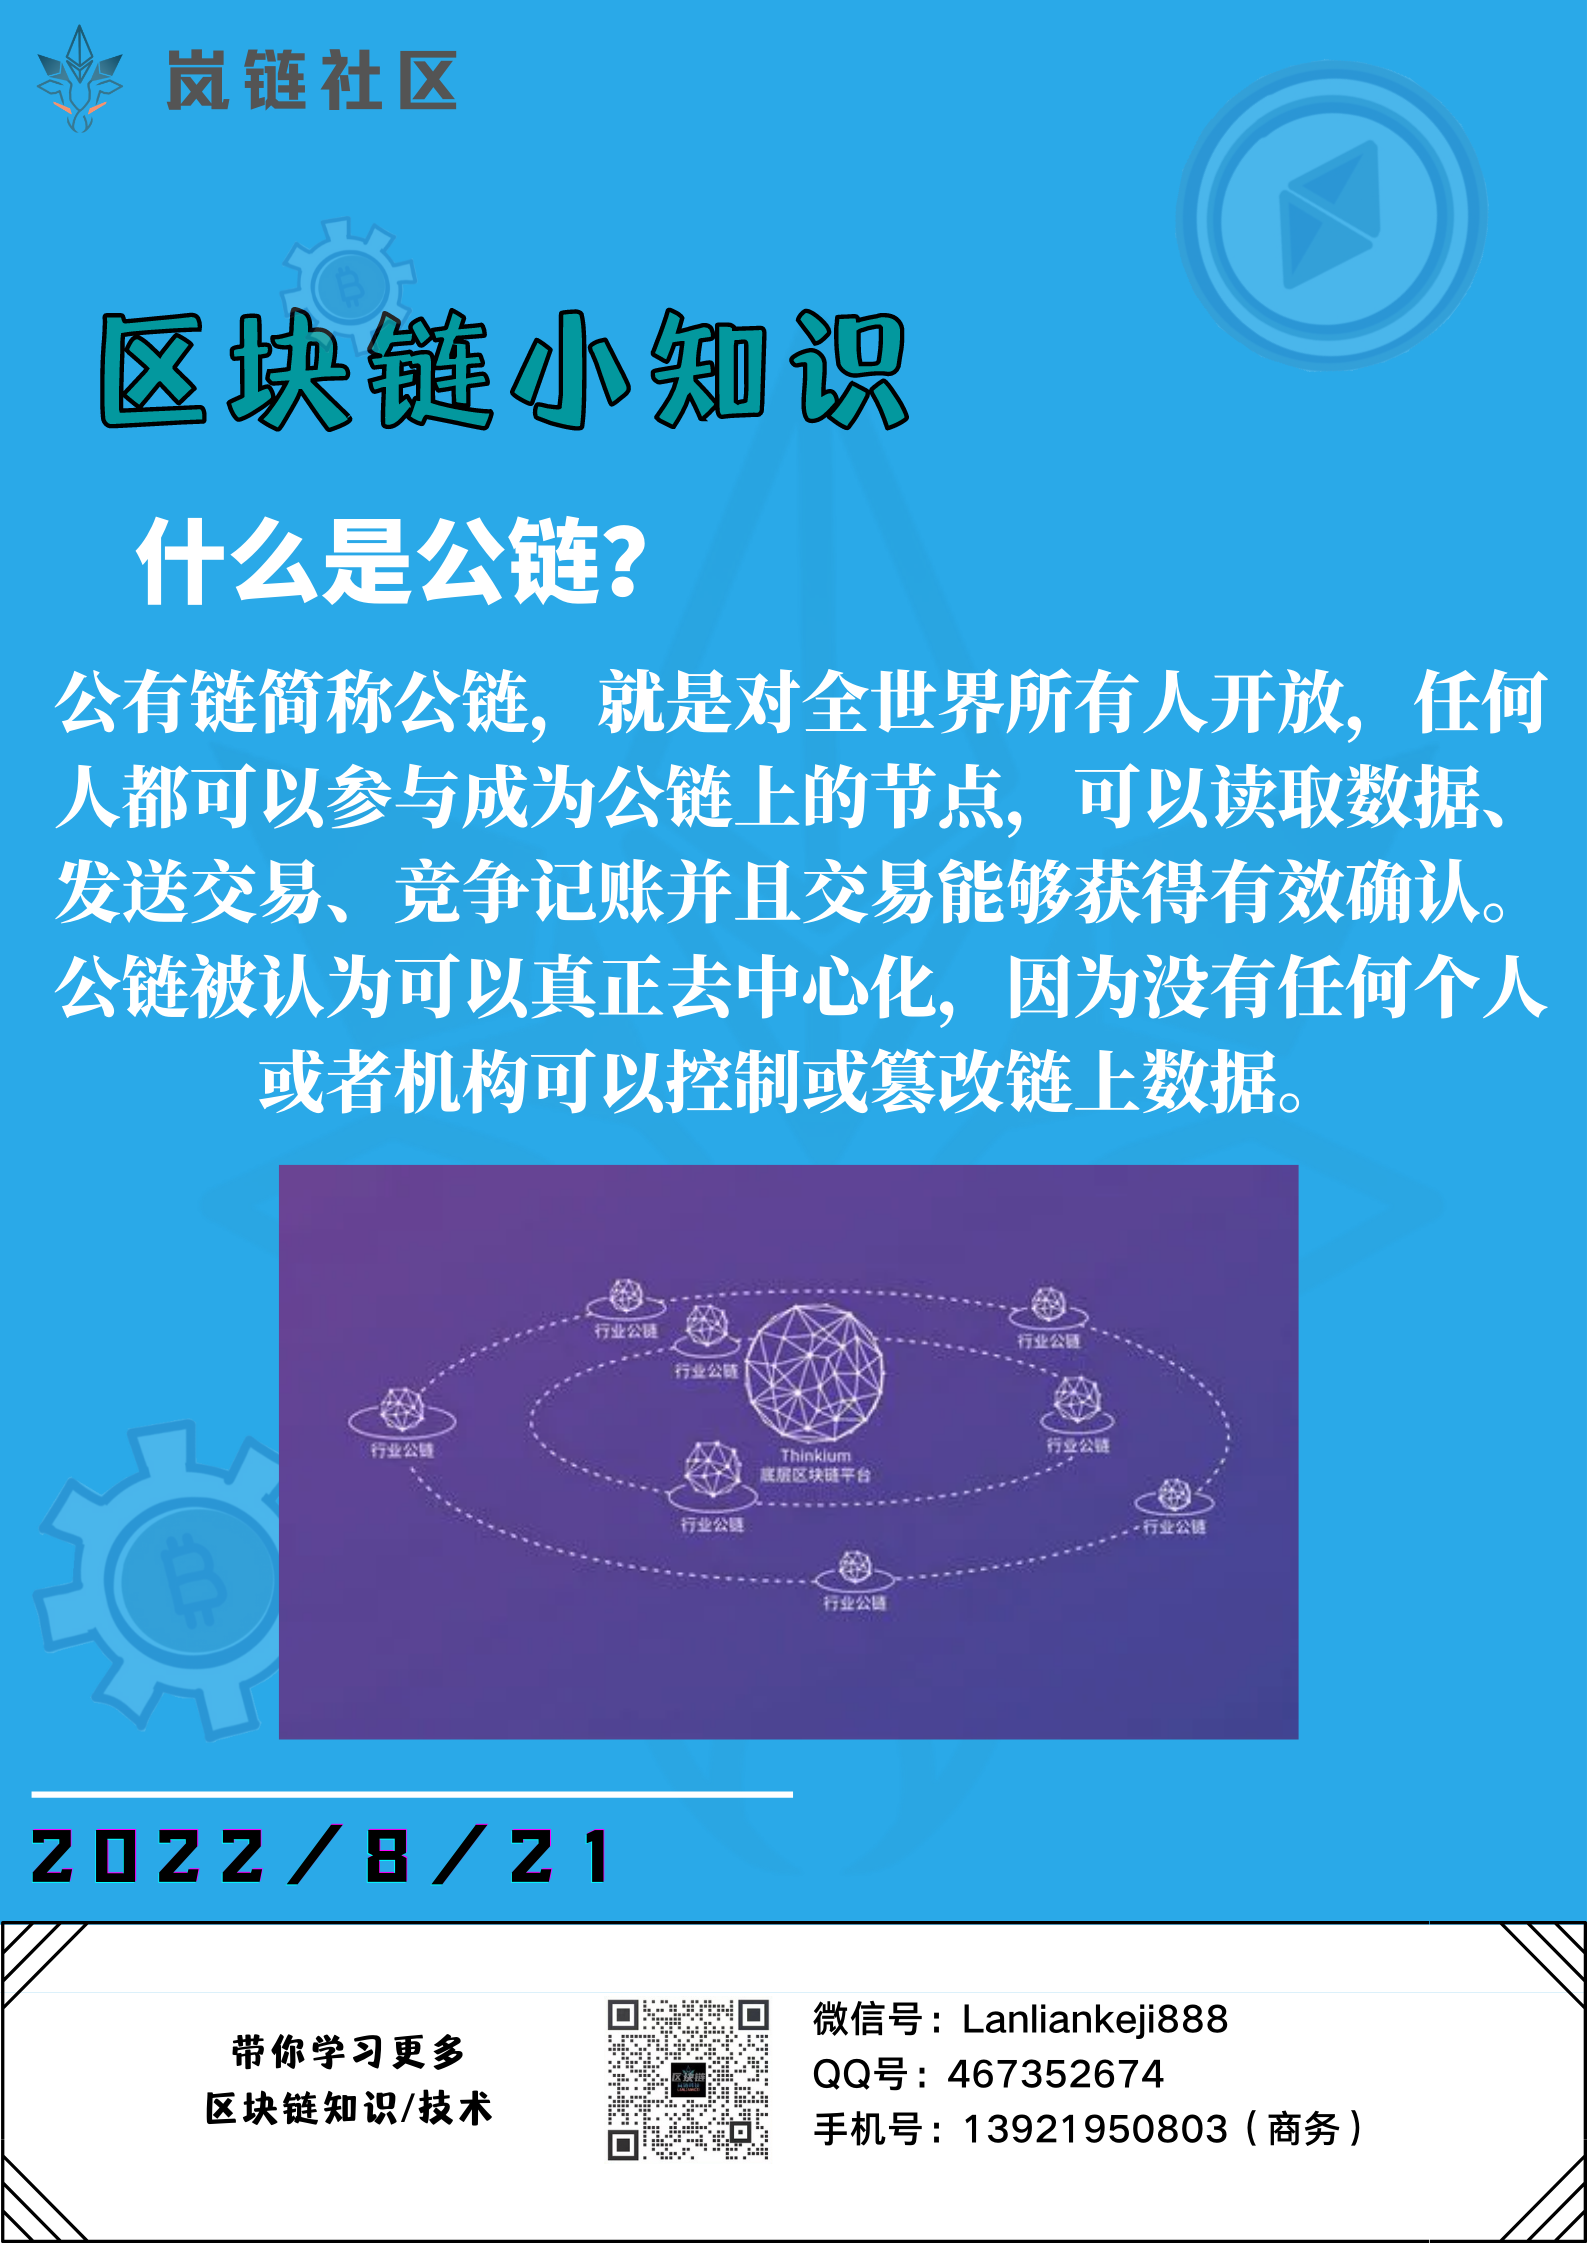 岚链社区
区块链小知识
什么是公链？
公有链简称公链，就是对全世界所有人开放，任何
人都可以参与成为公链上的节点，可以读取数据、
发送交易、竞争记账并且交易能够获得有效确认。
公链被认为可以真正去中心化，因为没有任何个人
或者机构可以控制或篡改链上数据。
行业公链
行业公链
行业公链
行业公链
行业公链
行业公链
Thinkium
底层区块链平台
行业公链
行业公链
行业公链
2022/8/21
带你学习更多
区块链知识/技术
区块链
微信号：Lanliankeji888
QQ号：467352674
手机号：13921950803（商务）